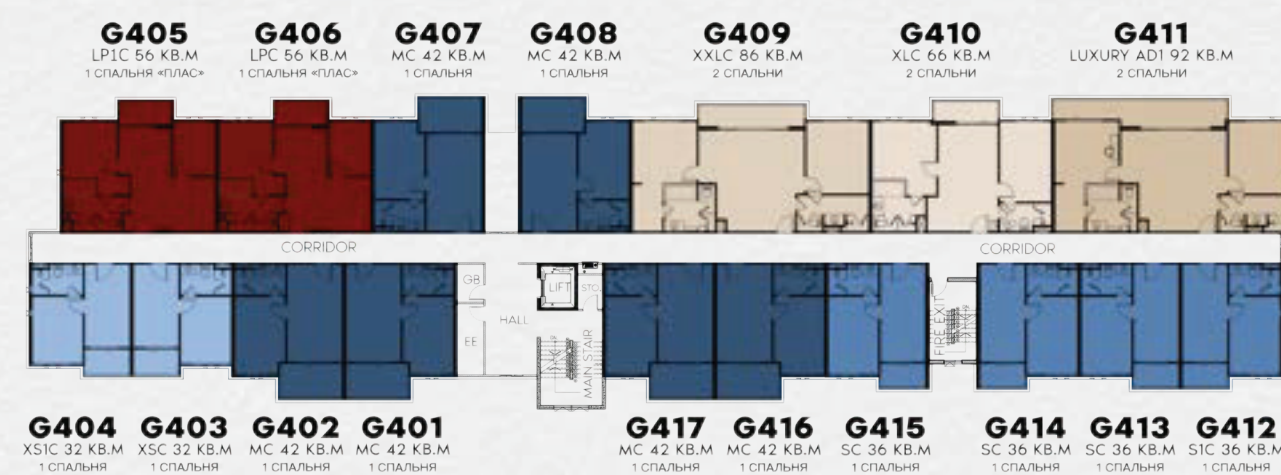 G405
LP1C 56 КВ.М
1 СПАЛЬНЯ «ПЛАС»
G406
LPC 56 КВ.М
1 СПАЛЬНЯ «ПЛАС»
G407
MC 42 КВ.М
1 СПАЛЬНЯ
G408
MC 42 КВ.М
1 СПАЛЬНЯ
G409
XXLC 86 КВ.М
2 СПАЛЬНИ
G410
XLC 66 КВ.М
2 СПАЛЬНИ
G411
LUXURY AD1 92 КВ.М
2 СПАЛЬНИ
CORRIDOR
CORRIDOR
GB
EE
HALL
LIFT
STO.
MAIN STAIR
FIRE EXIT
G404
XS1C 32 КВ.М
1 СПАЛЬНЯ
G403
XSC 32 КВ.М
1 СПАЛЬНЯ
G402
MC 42 КВ.М
1 СПАЛЬНЯ
G401
MC 42 КВ.М
1 СПАЛЬНЯ
G417
MC 42 КВ.М
1 СПАЛЬНЯ
G416
MC 42 КВ.М
1 СПАЛЬНЯ
G415
SC 36 КВ.М
1 СПАЛЬНЯ
G414
SC 36 КВ.М
1 СПАЛЬНЯ
G413
SC 36 КВ.М
1 СПАЛЬНЯ
G412
S1C 36 КВ.М
1 СПАЛЬНЯ